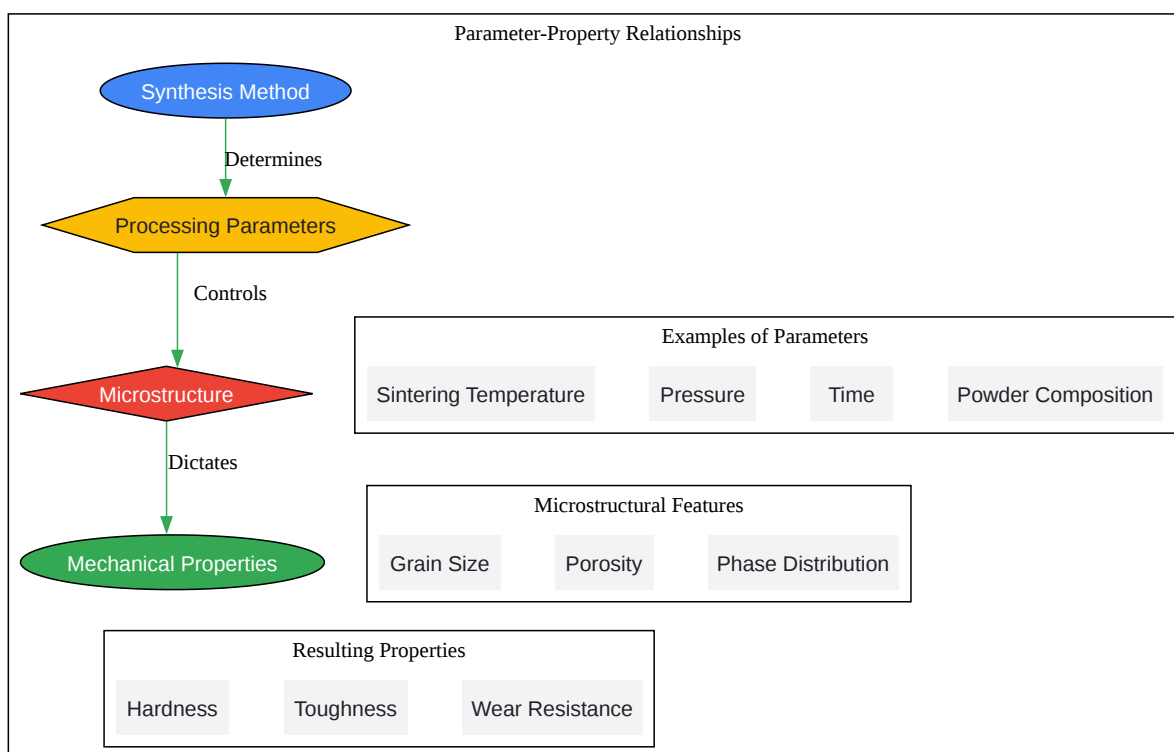 Parameter-Property Relationships
Synthesis Method
Determines
Processing Parameters
Controls
Examples of Parameters
Sintering Temperature
Pressure
Time
Powder Composition
Microstructure
Dictates
Microstructural Features
Grain Size
Porosity
Phase Distribution
Mechanical Properties
Resulting Properties
Hardness
Toughness
Wear Resistance